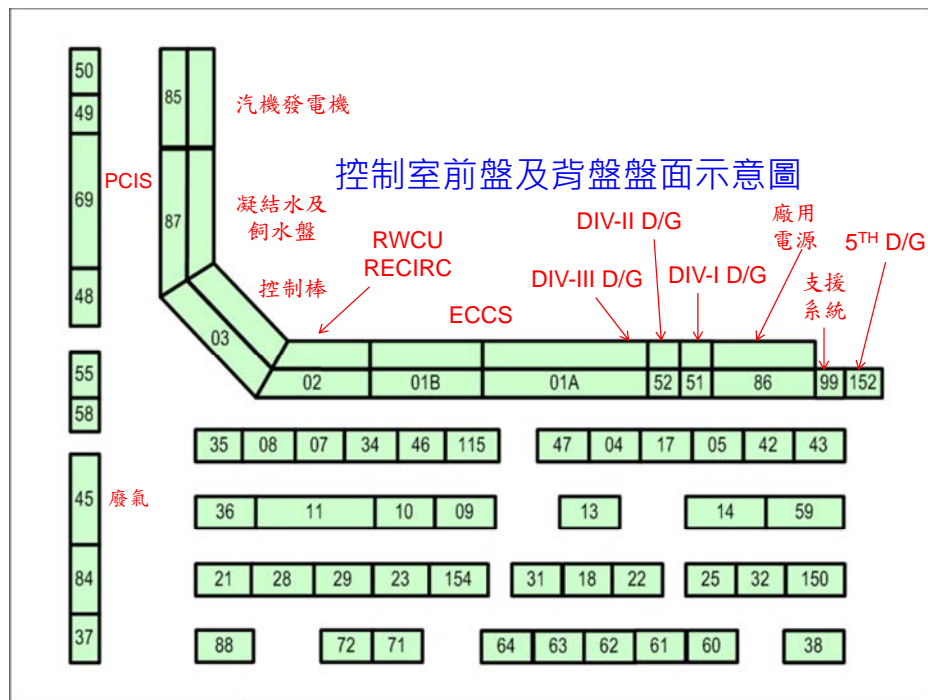 控制室前盤及背盤盤面示意圖
50
49
69
48
55
58
45
84
37
PCIS
廢氣
85
87
03
汽機發電機
凝結水及
飼水盤
控制棒
RWCU
RECIRC
ECCS
DIV-III D/G
DIV-II D/G
DIV-I D/G
廠用
電源
支援
系統
5TH D/G
02 01B 01A 52 51 86 99 152
35 08 07 34 46 115 47 04 17 05 42 43
36 11 10 09 13 14 59
21 28 29 23 154 31 18 22 25 32 150
88 72 71 64 63 62 61 60 38